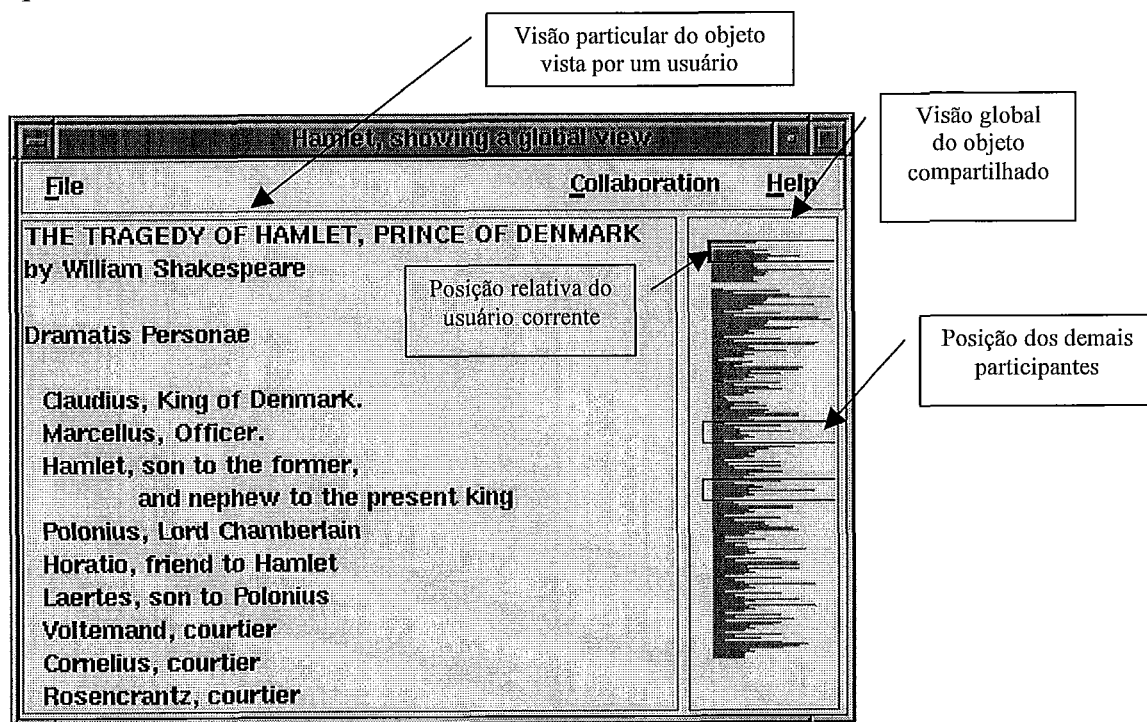 Visão particular do objeto
vista por um usuário
Visão global
do objeto
compartilhado
Hamlet, showing a global view
File
Collaboration
Help
THE TRAGEDY OF HAMLET, PRINCE OF DENMARK
by William Shakespeare
Posição relativa do
usuário corrente
Dramatis Personae
Posição dos demais
participantes
Claudius, King of Denmark.
Marcellus, Officer.
Hamlet, son to the former,
and nephew to the present king
Polonius, Lord Chamberlain
Horatio, friend to Hamlet
Laertes, son to Polonius
Voltemand, courtier
Cornelius, courtier
Rosencrantz, courtier